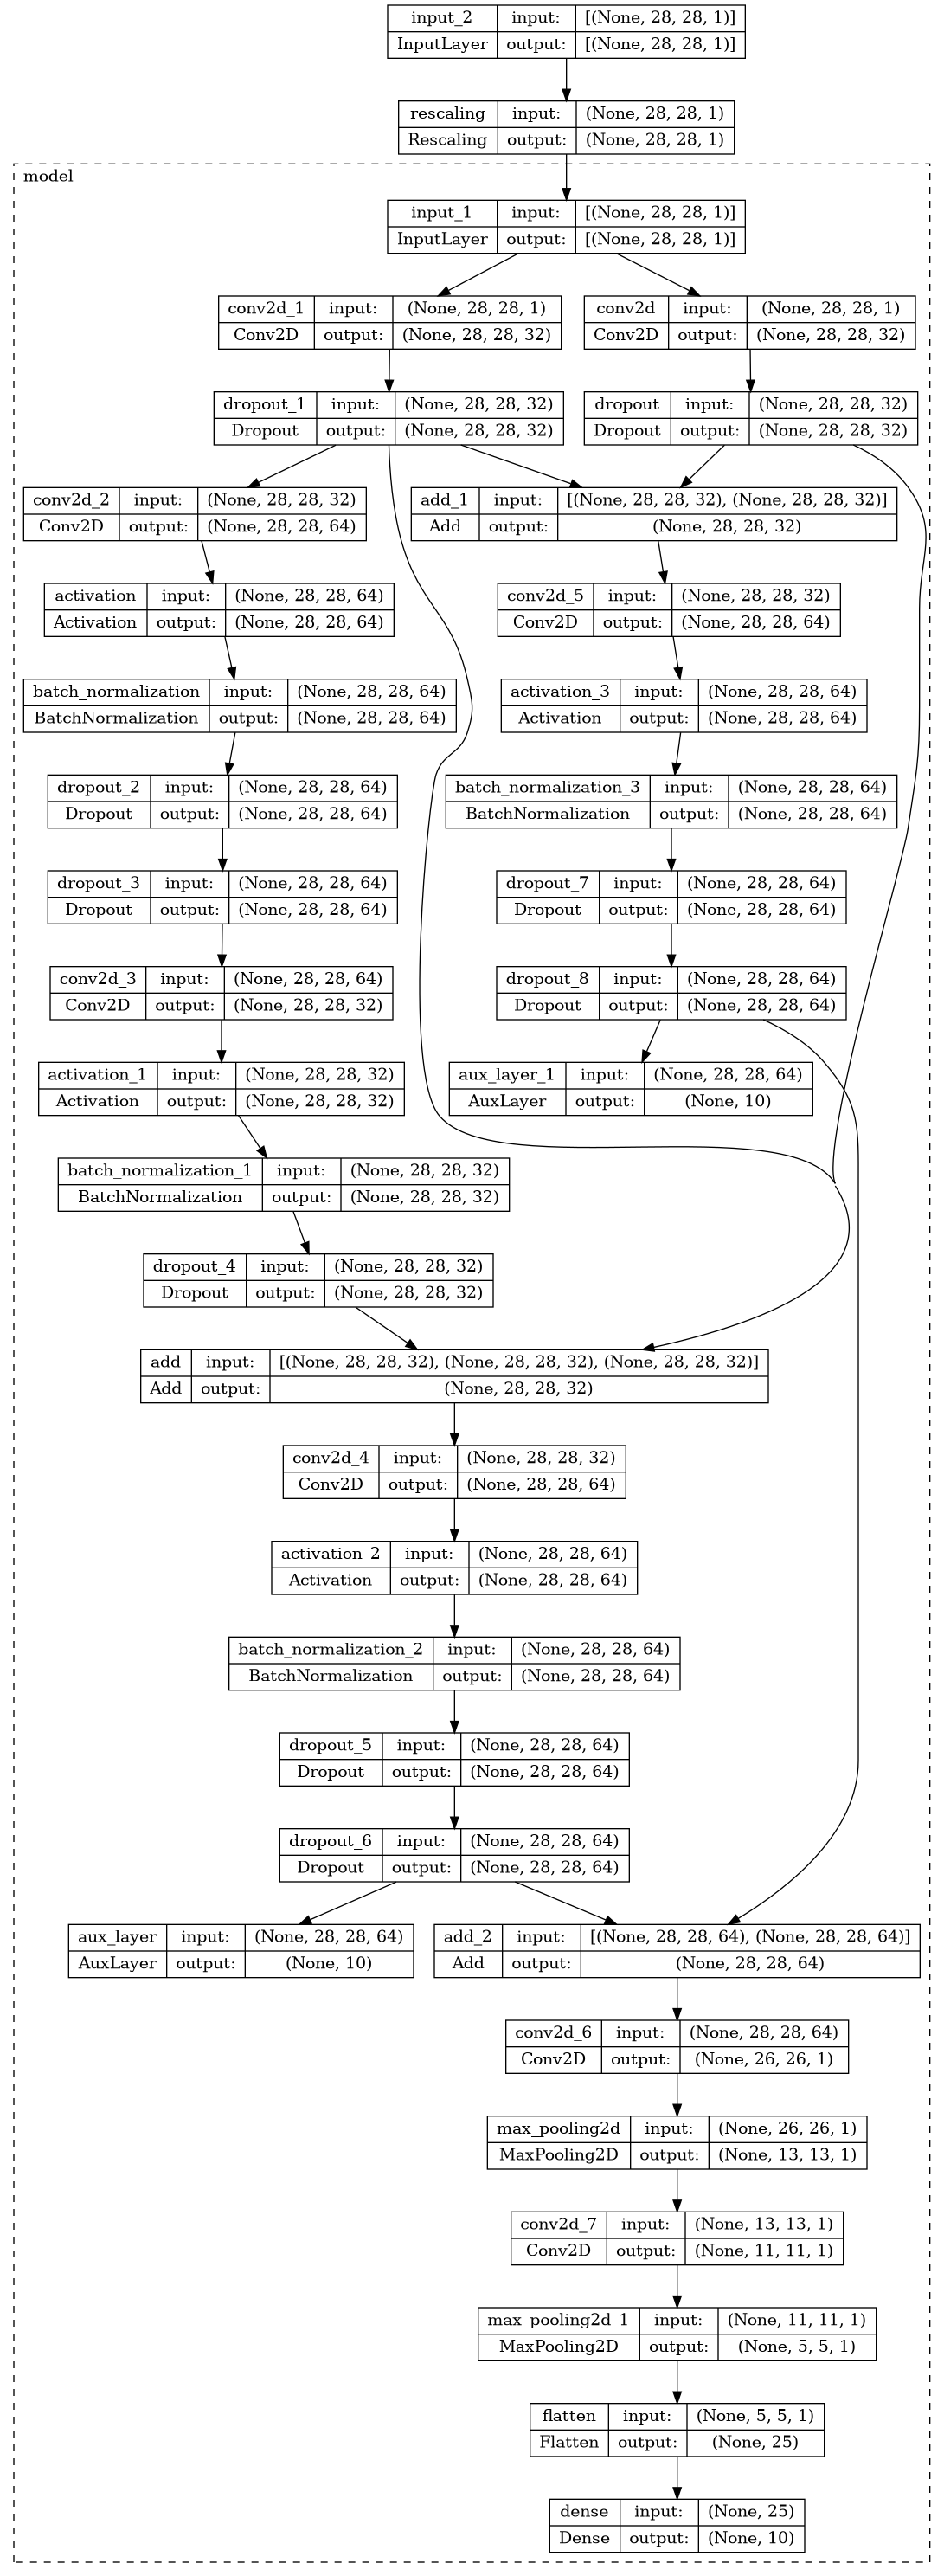 input_2 input: [(None, 28, 28, 1)]
InputLayer output: [(None, 28, 28, 1)]
rescaling input: (None, 28, 28, 1)
Rescaling output: (None, 28, 28, 1)
model
input_1 input: [(None, 28, 28, 1)]
InputLayer output: [(None, 28, 28, 1)]
conv2d_1 input: (None, 28, 28, 1)
Conv2D output: (None, 28, 28, 32)
conv2d input: (None, 28, 28, 1)
Conv2D output: (None, 28, 28, 32)
dropout_1 input: (None, 28, 28, 32)
Dropout output: (None, 28, 28, 32)
dropout input: (None, 28, 28, 32)
Dropout output: (None, 28, 28, 32)
conv2d_2 input: (None, 28, 28, 32)
Conv2D output: (None, 28, 28, 64)
add_1 input: [(None, 28, 28, 32), (None, 28, 28, 32)]
Add output: (None, 28, 28, 32)
activation input: (None, 28, 28, 64)
Activation output: (None, 28, 28, 64)
conv2d_5 input: (None, 28, 28, 32)
Conv2D output: (None, 28, 28, 64)
batch_normalization input: (None, 28, 28, 64)
BatchNormalization output: (None, 28, 28, 64)
activation_3 input: (None, 28, 28, 64)
Activation output: (None, 28, 28, 64)
dropout_2 input: (None, 28, 28, 64)
Dropout output: (None, 28, 28, 64)
batch_normalization_3 input: (None, 28, 28, 64)
BatchNormalization output: (None, 28, 28, 64)
dropout_3 input: (None, 28, 28, 64)
Dropout output: (None, 28, 28, 64)
dropout_7 input: (None, 28, 28, 64)
Dropout output: (None, 28, 28, 64)
conv2d_3 input: (None, 28, 28, 64)
Conv2D output: (None, 28, 28, 32)
dropout_8 input: (None, 28, 28, 64)
Dropout output: (None, 28, 28, 64)
activation_1 input: (None, 28, 28, 32)
Activation output: (None, 28, 28, 32)
aux_layer_1 input: (None, 28, 28, 64)
AuxLayer output: (None, 10)
batch_normalization_1 input: (None, 28, 28, 32)
BatchNormalization output: (None, 28, 28, 32)
dropout_4 input: (None, 28, 28, 32)
Dropout output: (None, 28, 28, 32)
add input: [(None, 28, 28, 32), (None, 28, 28, 32), (None, 28, 28, 32)]
Add output: (None, 28, 28, 32)
conv2d_4 input: (None, 28, 28, 32)
Conv2D output: (None, 28, 28, 64)
activation_2 input: (None, 28, 28, 64)
Activation output: (None, 28, 28, 64)
batch_normalization_2 input: (None, 28, 28, 64)
BatchNormalization output: (None, 28, 28, 64)
dropout_5 input: (None, 28, 28, 64)
Dropout output: (None, 28, 28, 64)
dropout_6 input: (None, 28, 28, 64)
Dropout output: (None, 28, 28, 64)
aux_layer input: (None, 28, 28, 64)
AuxLayer output: (None, 10)
add_2 input: [(None, 28, 28, 64), (None, 28, 28, 64)]
Add output: (None, 28, 28, 64)
conv2d_6 input: (None, 28, 28, 64)
Conv2D output: (None, 26, 26, 1)
max_pooling2d input: (None, 26, 26, 1)
MaxPooling2D output: (None, 13, 13, 1)
conv2d_7 input: (None, 13, 13, 1)
Conv2D output: (None, 11, 11, 1)
max_pooling2d_1 input: (None, 11, 11, 1)
MaxPooling2D output: (None, 5, 5, 1)
flatten input: (None, 5, 5, 1)
Flatten output: (None, 25)
dense input: (None, 25)
Dense output: (None, 10)